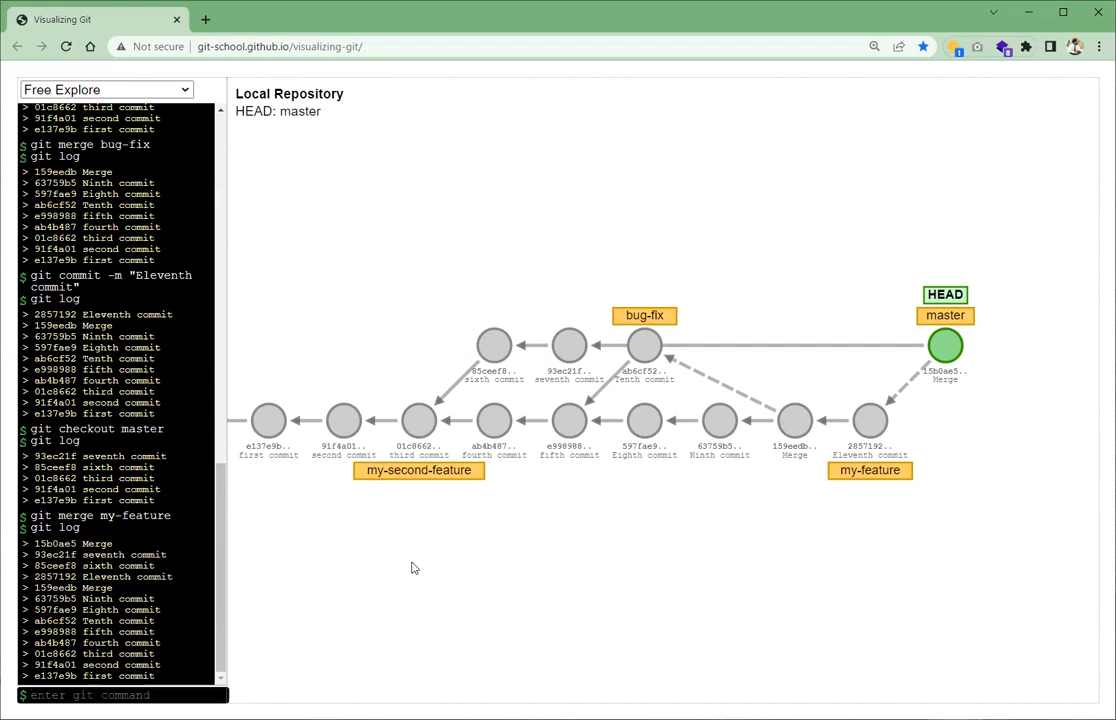 Visualizing Git
Not secure
git-school.github.io/visualizing-git/
1
8
Free Explore
> 01c8662 third commit
> 91f4a01 second commit
> e137e9b first commit
$ git merge bug-fix
$ git log
> 159eedb Merge
> 63759b5 Ninth commit
> 597fae9 Eighth commit
> ab6cf52 Tenth commit
> e998988 fifth commit
> ab4b487 fourth commit
> 01c8662 third commit
> 91f4a01 second commit
> e137e9b first commit
$ git commit -m "Eleventh
commit"
$ git log
> 2857192 Eleventh commit
> 159eedb Merge
> 63759b5 Ninth commit
> 597fae9 Eighth commit
> ab6cf52 Tenth commit
> e998988 fifth commit
> ab4b487 fourth commit
> 01c8662 third commit
> 91f4a01 second commit
> e137e9b first commit
$ git checkout master
$ git log
> 93ec21f seventh commit
> 85ceef8 sixth commit
> 01c8662 third commit
> 91f4a01 second commit
> e137e9b first commit
$ git merge my-feature
$ git log
> 15b0ae5 Merge
> 93ec21f seventh commit
> 85ceef8 sixth commit
> 2857192 Eleventh commit
> 159eedb Merge
> 63759b5 Ninth commit
> 597fae9 Eighth commit
> ab6cf52 Tenth commit
> e998988 fifth commit
> ab4b487 fourth commit
> 01c8662 third commit
> 91f4a01 second commit
> e137e9b first commit
$ enter git command
Local Repository
HEAD: master
HEAD
bug-fix
master
85ceef8..
sixth commit
93ec21f..
seventh commit
ab6cf52..
Tenth commit
15b0ae5..
Merge
e137e9b..
first commit
91f4a01..
second commit
01c8662..
third commit
ab4b487..
fourth commit
e998988..
fifth commit
597fae9..
Eighth commit
63759b5..
Ninth commit
159eedb..
Merge
2857192..
Eleventh commit
my-second-feature
my-feature